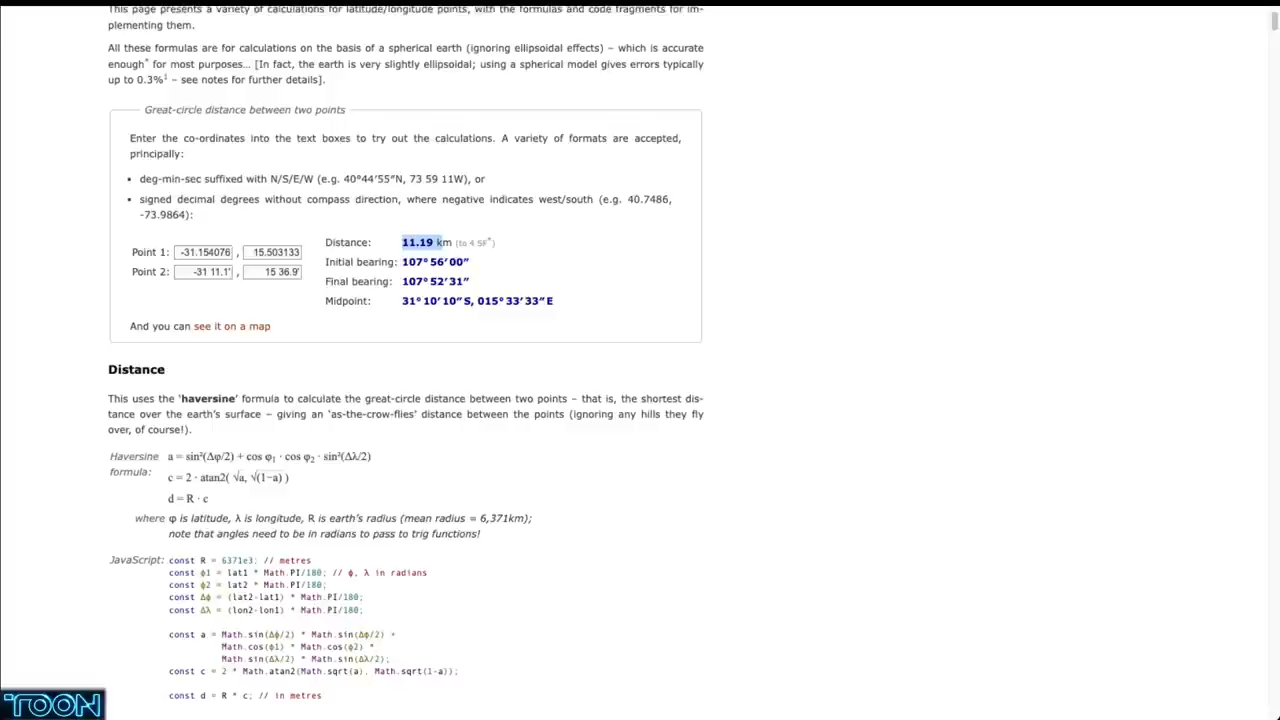 This page presents a variety of calculations for latitude/longitude points, with the formulas and code fragments for im-
plementing them.
All these formulas are for calculations on the basis of a spherical earth (ignoring ellipsoidal effects) – which is accurate
enough* for most purposes… [In fact, the earth is very slightly ellipsoidal; using a spherical model gives errors typically
up to 0.3%¹ – see notes for further details].
Great-circle distance between two points
Enter the co-ordinates into the text boxes to try out the calculations. A variety of formats are accepted,
principally:
• deg-min-sec suffixed with N/S/E/W (e.g. 40°44′55″N, 73 59 11W), or
• signed decimal degrees without compass direction, where negative indicates west/south (e.g. 40.7486,
-73.9864):
Point 1: -31.154076 , 15.503133
Point 2: -31 11.1' , 15 36.9'
Distance: 11.19 km (to 4 SF*)
Initial bearing: 107° 56′ 00″
Final bearing: 107° 52′ 31″
Midpoint: 31° 10′ 10″ S, 015° 33′ 33″ E
And you can see it on a map
Distance
This uses the ‘haversine’ formula to calculate the great-circle distance between two points – that is, the shortest dis-
tance over the earth’s surface – giving an ‘as-the-crow-flies’ distance between the points (ignoring any hills they fly
over, of course!).
Haversine formula: a = sin²(Δφ/2) + cos φ₁ ⋅ cos φ₂ ⋅ sin²(Δλ/2)
c = 2 ⋅ atan2( √a, √(1−a) )
d = R ⋅ c
where φ is latitude, λ is longitude, R is earth’s radius (mean radius = 6,371km);
note that angles need to be in radians to pass to trig functions!
JavaScript: const R = 6371e3; // metres
const φ1 = lat1 * Math.PI/180; // φ, λ in radians
const φ2 = lat2 * Math.PI/180;
const Δφ = (lat2-lat1) * Math.PI/180;
const Δλ = (lon2-lon1) * Math.PI/180;
const a = Math.sin(Δφ/2) * Math.sin(Δφ/2) +
Math.cos(φ1) * Math.cos(φ2) *
Math.sin(Δλ/2) * Math.sin(Δλ/2);
const c = 2 * Math.atan2(Math.sqrt(a), Math.sqrt(1-a));
const d = R * c; // in metres
TOON